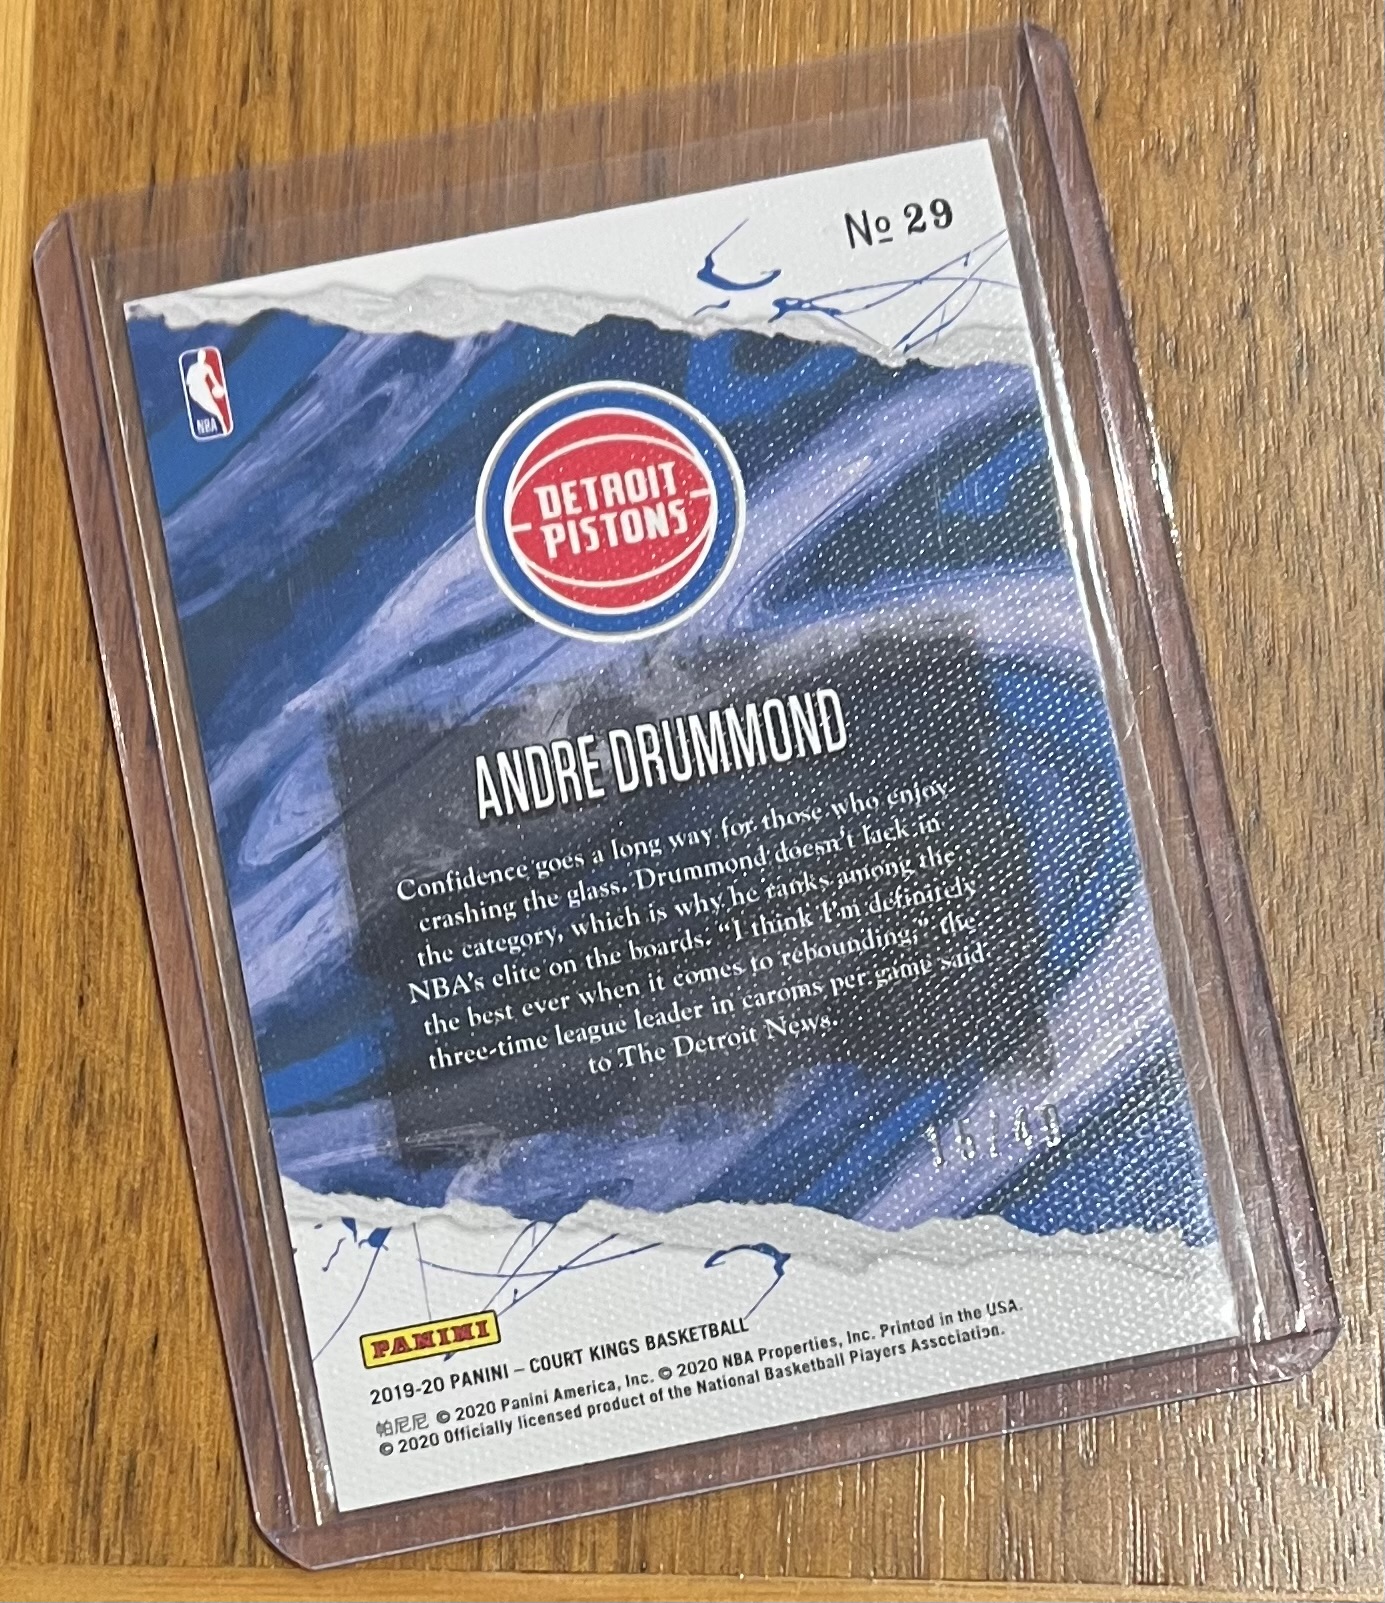 No 29
NBA
DETROIT
PISTONS
ANDRE DRUMMOND
Confidence goes a long way for those who enjoy
crashing the glass. Drummond doesn't lack in
the category, which is why he ranks among the
NBA's elite on the boards. “I think I'm definitely
the best ever when it comes to rebounding,” the
three-time league leader in caroms per game said
to The Detroit News.
15/49
PANINI
2019-20 PANINI – COURT KINGS BASKETBALL
帕尼尼 © 2020 Panini America, Inc. © 2020 NBA Properties, Inc. Printed in the USA.
© 2020 Officially licensed product of the National Basketball Players Association.